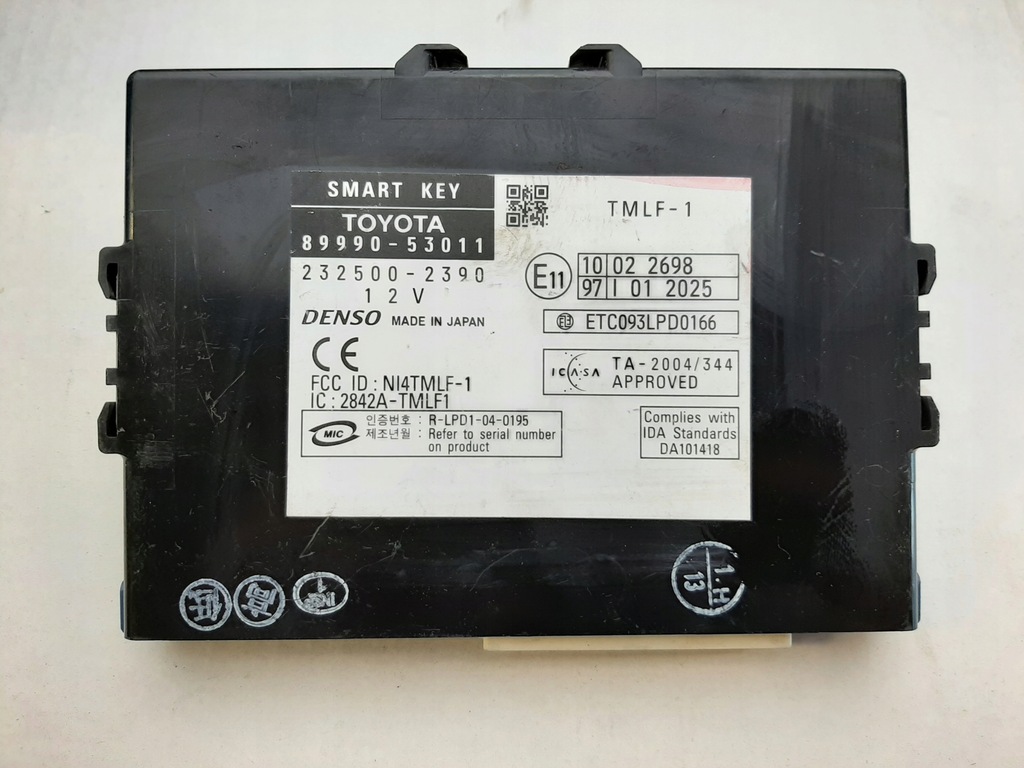 SMART KEY
TOYOTA
89990-53011
232500-2390
12V
DENSO MADE IN JAPAN
CE
FCC ID : NI4TMLF-1
IC : 2842A-TMLF1
MIC
인증번호 : R-LPD1-04-0195
제조년월 : Refer to serial number
on product
TMLF-1
E11
10 02 2698
97 I 01 2025
ETC093LPD0166
ICASA
TA-2004/344
APPROVED
Complies with
IDA Standards
DA101418
1.H
13